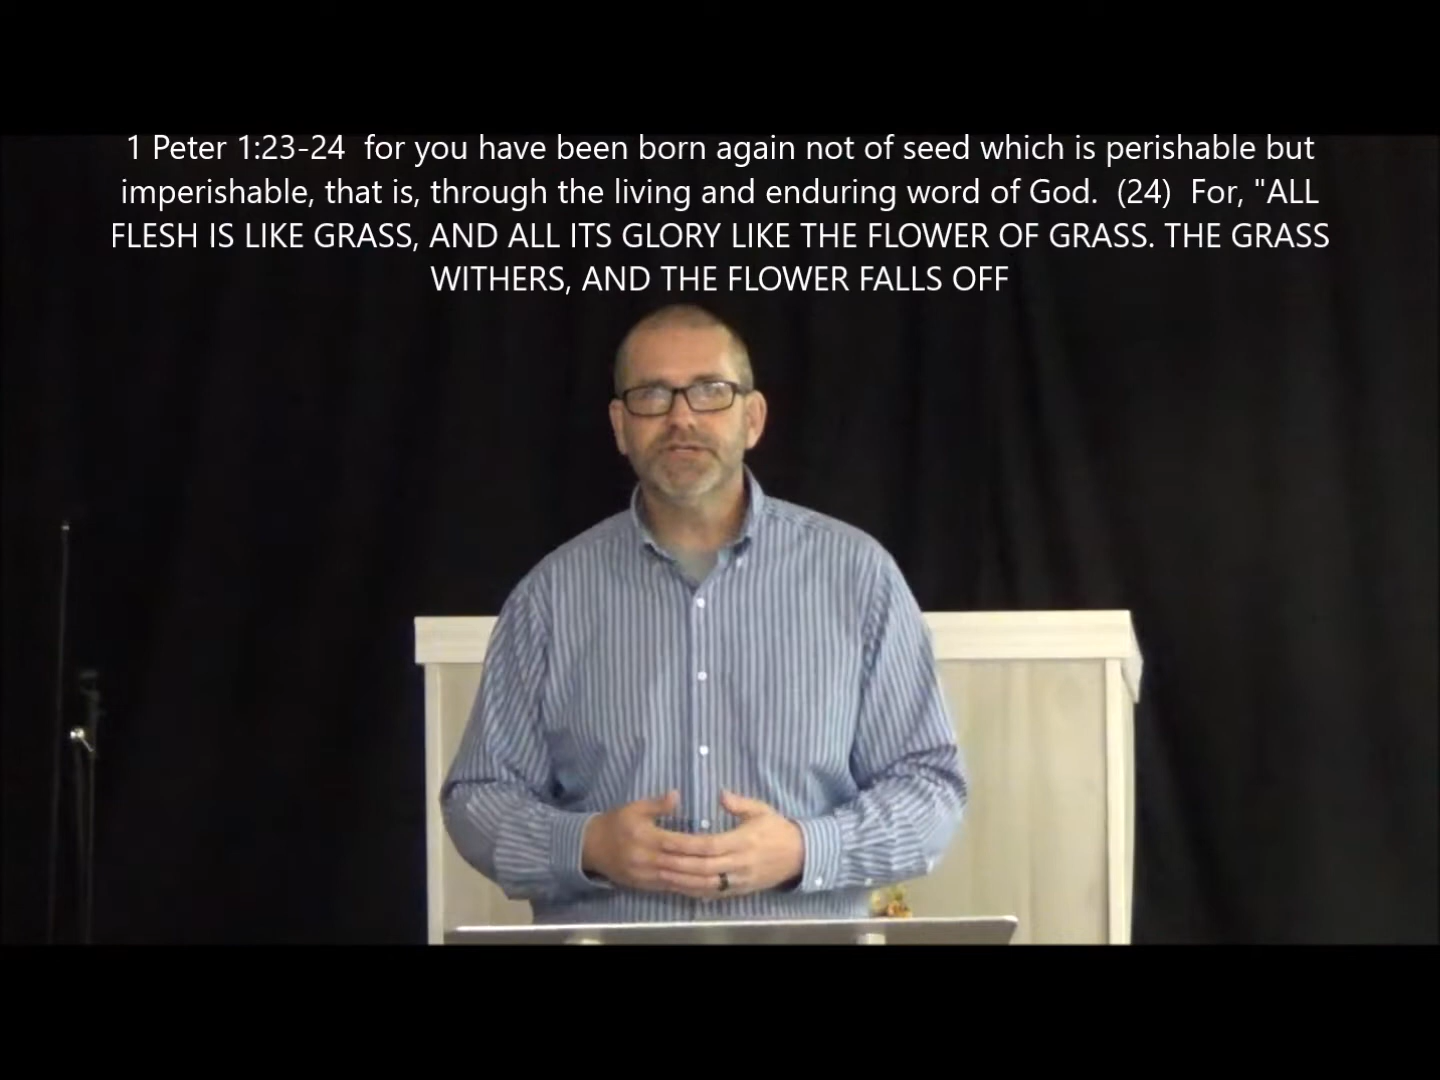 1 Peter 1:23-24  for you have been born again not of seed which is perishable but
imperishable, that is, through the living and enduring word of God.  (24)  For, "ALL
FLESH IS LIKE GRASS, AND ALL ITS GLORY LIKE THE FLOWER OF GRASS. THE GRASS
WITHERS, AND THE FLOWER FALLS OFF